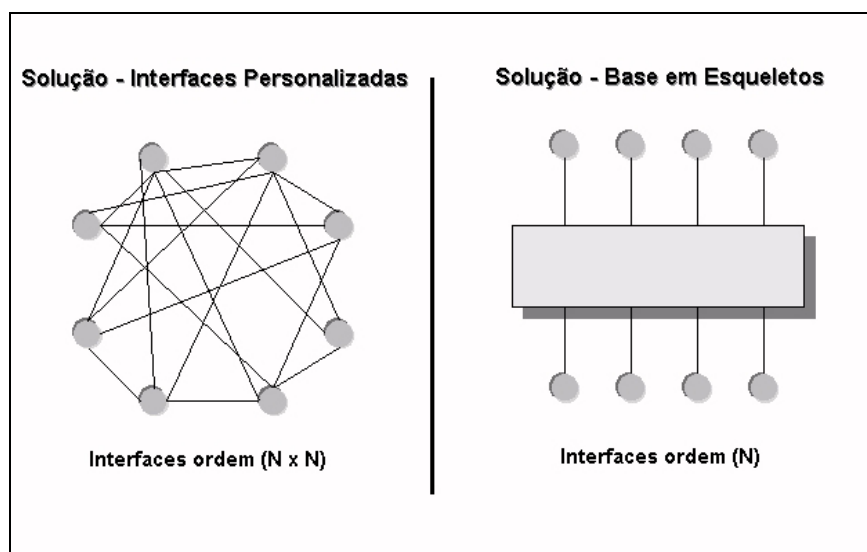 Solução - Interfaces Personalizadas
Interfaces ordem (N x N)
Solução - Base em Esqueletos
Interfaces ordem (N)